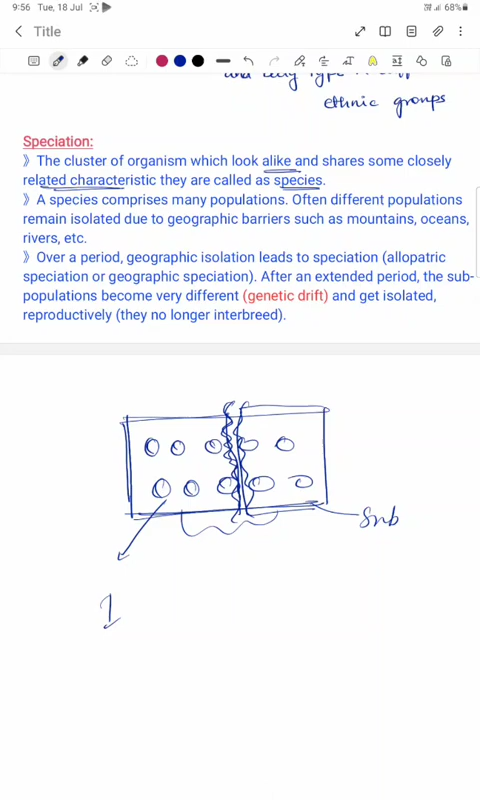 9:56 Tue, 18 Jul
68%
Title
ethnic groups
Speciation:
》 The cluster of organism which look alike and shares some closely
related characteristic they are called as species.
》 A species comprises many populations. Often different populations
remain isolated due to geographic barriers such as mountains, oceans,
rivers, etc.
》 Over a period, geographic isolation leads to speciation (allopatric
speciation or geographic speciation). After an extended period, the sub-
populations become very different (genetic drift) and get isolated,
reproductively (they no longer interbreed).
Sub
1